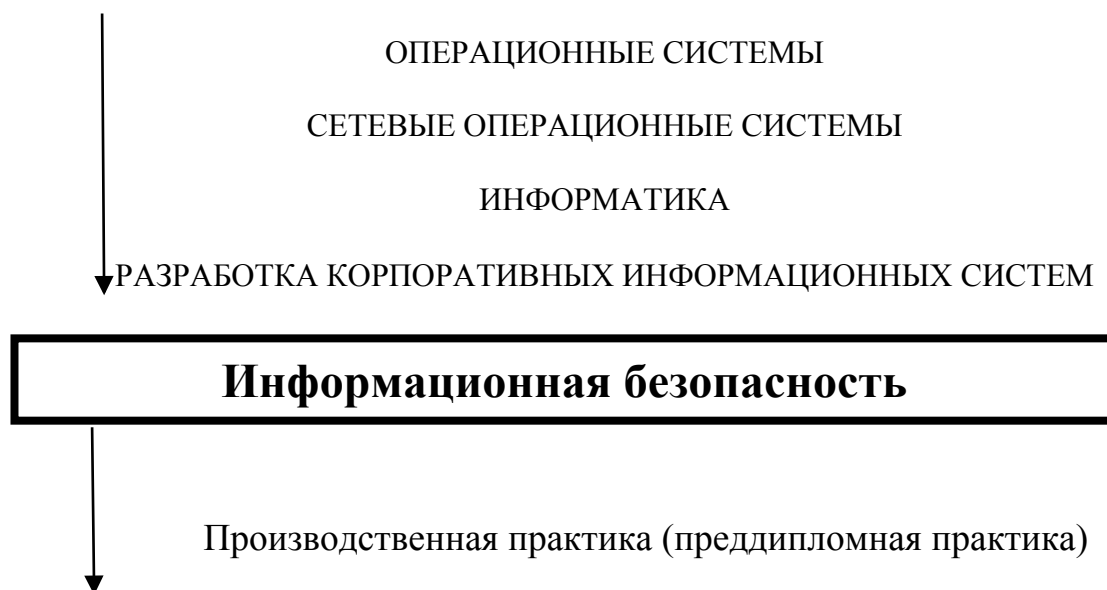 ОПЕРАЦИОННЫЕ СИСТЕМЫ
СЕТЕВЫЕ ОПЕРАЦИОННЫЕ СИСТЕМЫ
ИНФОРМАТИКА
РАЗРАБОТКА КОРПОРАТИВНЫХ ИНФОРМАЦИОННЫХ СИСТЕМ
Информационная безопасность
Производственная практика (преддипломная практика)